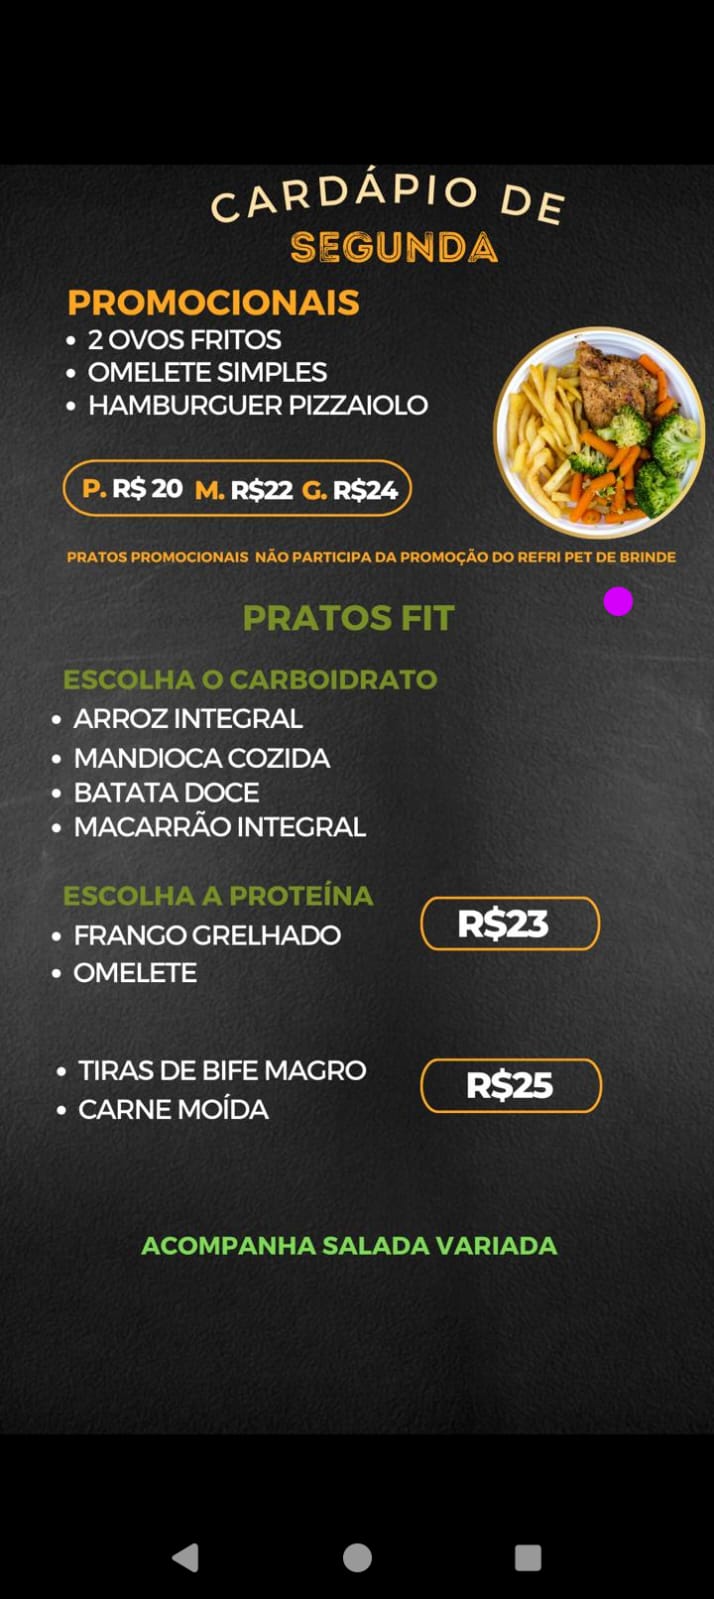 CARDÁPIO DE
SEGUNDA
PROMOCIONAIS
• 2 OVOS FRITOS
• OMELETE SIMPLES
• HAMBURGUER PIZZAIOLO
P. R$ 20 M. R$22 G. R$24
PRATOS PROMOCIONAIS NÃO PARTICIPA DA PROMOÇÃO DO REFRI PET DE BRINDE
PRATOS FIT
ESCOLHA O CARBOIDRATO
• ARROZ INTEGRAL
• MANDIOCA COZIDA
• BATATA DOCE
• MACARRÃO INTEGRAL
ESCOLHA A PROTEÍNA
• FRANGO GRELHADO
• OMELETE
R$23
• TIRAS DE BIFE MAGRO
• CARNE MOÍDA
R$25
ACOMPANHA SALADA VARIADA